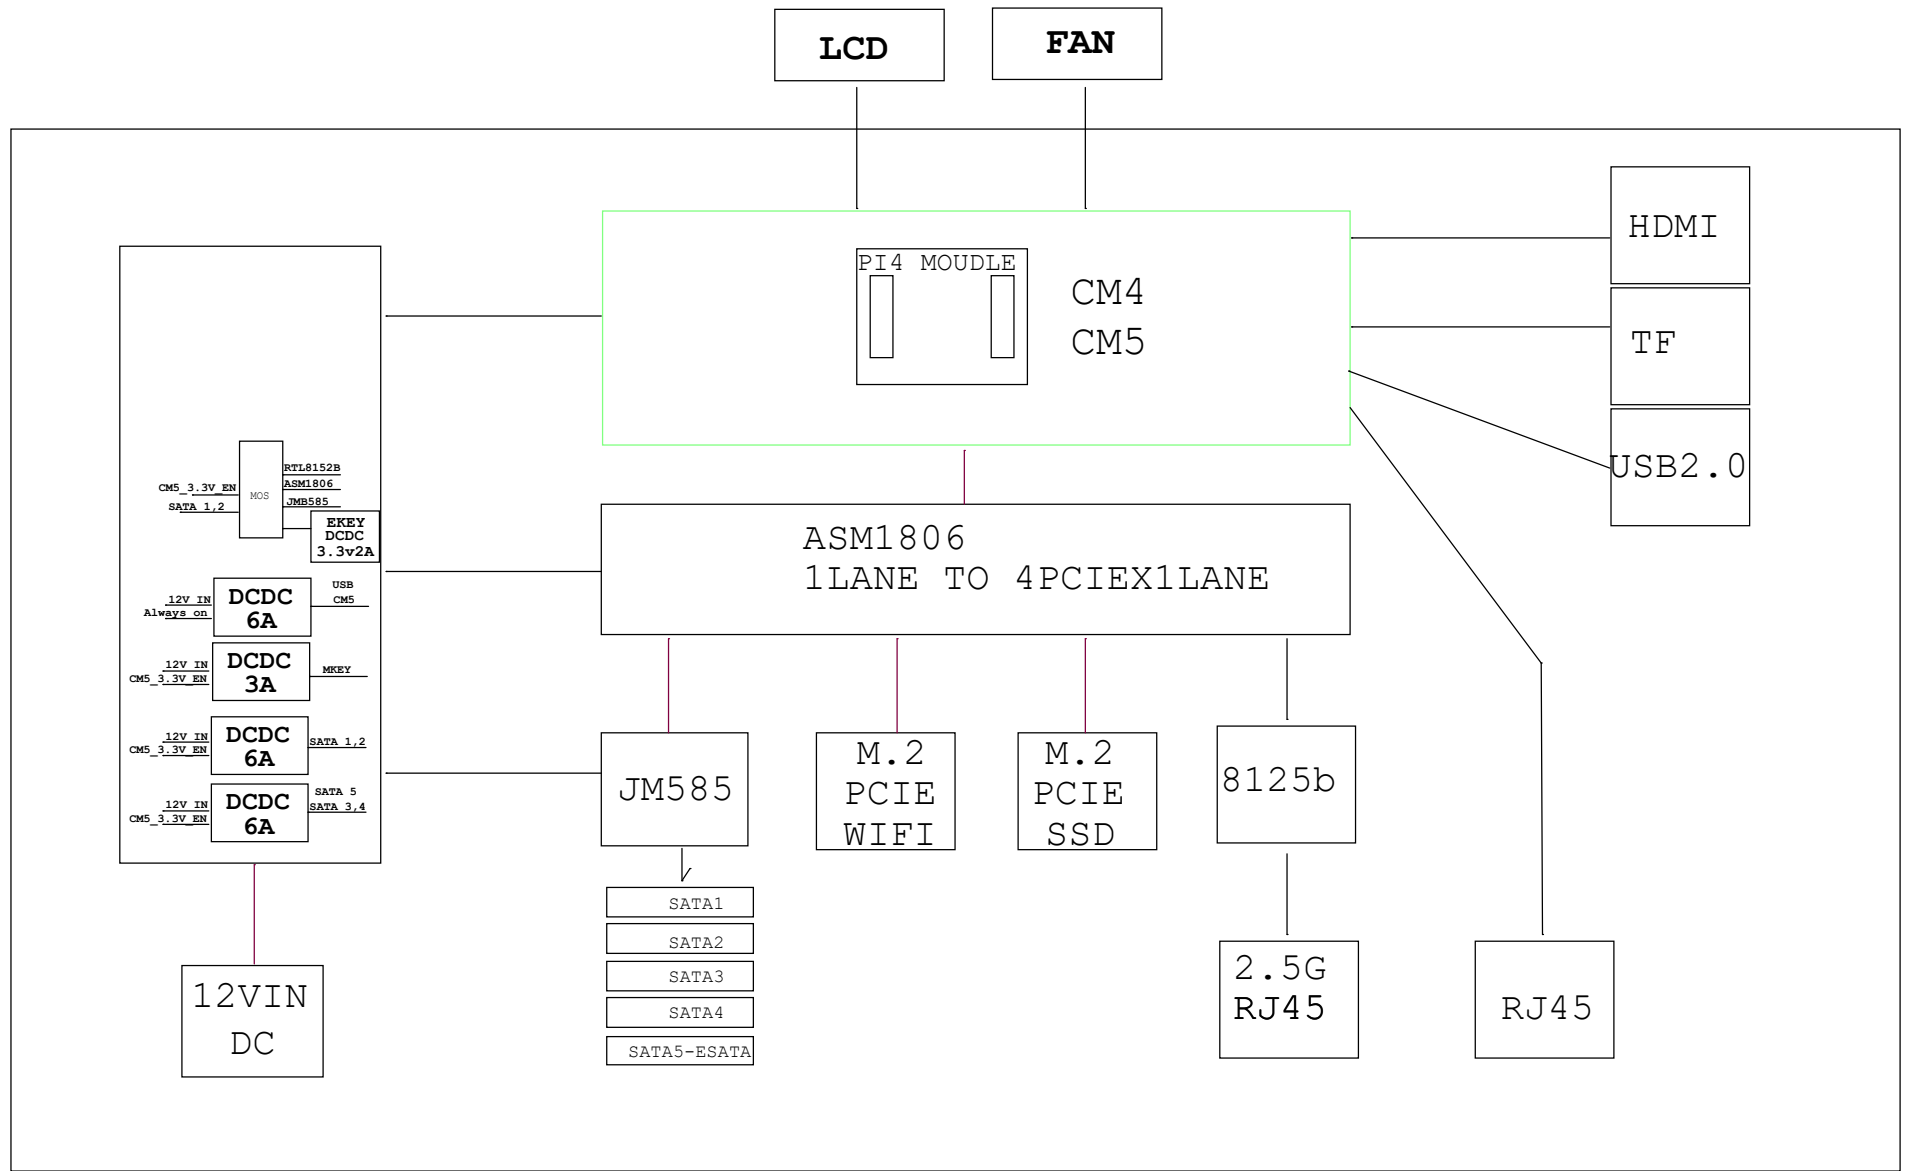 LCD
FAN
HDMI
PI4 MOUDLE
CM4
CM5
TF
USB2.0
RTL8152B
ASM1806
JMB585
CM5_3.3V_EN
SATA 1,2
MOS
EKEY
DCDC
3.3v2A
ASM1806
1LANE TO 4PCIEX1LANE
12V IN
Always on
DCDC
6A
USB
CM5
12V IN
CM5_3.3V_EN
DCDC
3A
MKEY
12V IN
CM5_3.3V_EN
DCDC
6A
SATA 1,2
12V IN
CM5_3.3V_EN
DCDC
6A
SATA 5
SATA 3,4
JM585
M.2
PCIE
WIFI
M.2
PCIE
SSD
8125b
SATA1
SATA2
SATA3
SATA4
SATA5-ESATA
12VIN
DC
2.5G
RJ45
RJ45